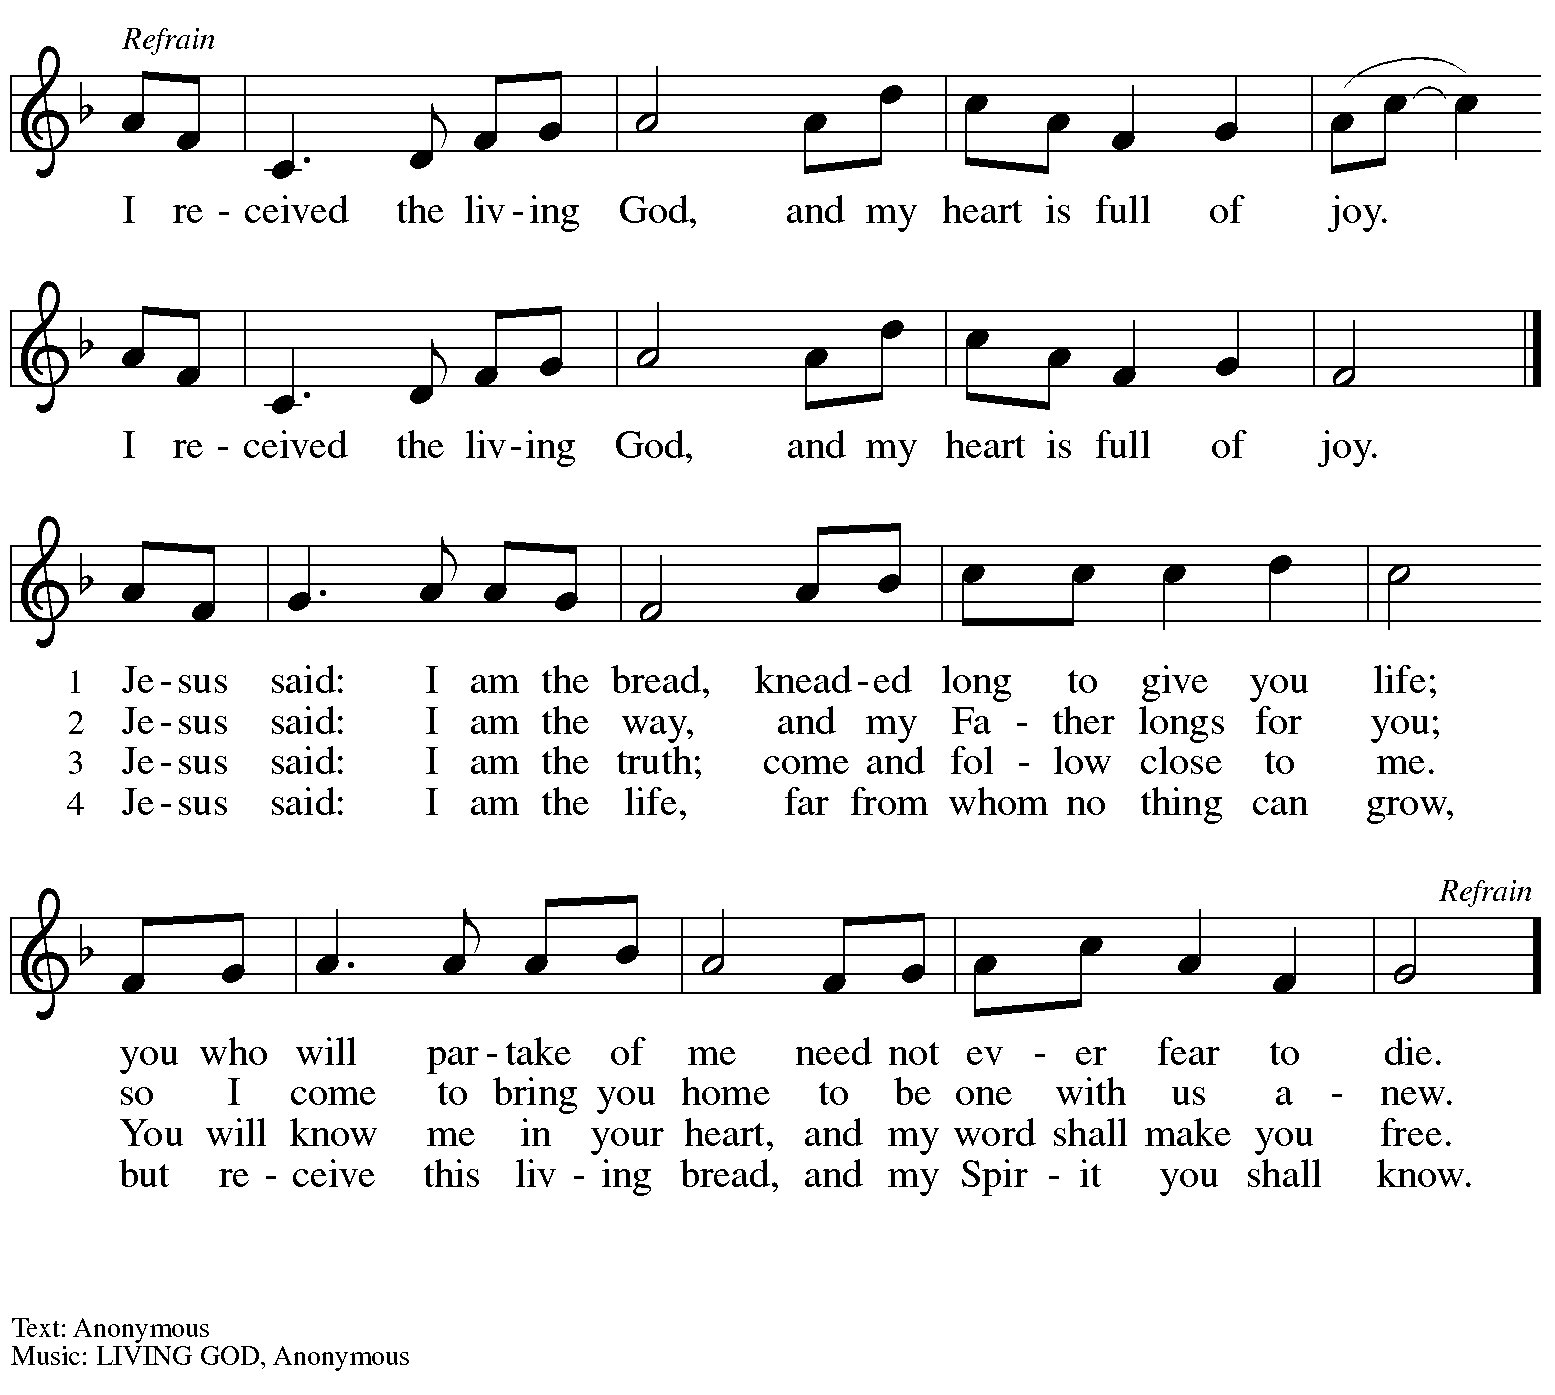 Refrain
I re - ceived the liv - ing God, and my heart is full of joy.
I re - ceived the liv - ing God, and my heart is full of joy.
1 Je - sus said: I am the bread, knead - ed long to give you life;
2 Je - sus said: I am the way, and my Fa - ther longs for you;
3 Je - sus said: I am the truth; come and fol - low close to me.
4 Je - sus said: I am the life, far from whom no thing can grow,
Refrain
you who will par - take of me need not ev - er fear to die.
so I come to bring you home to be one with us a - new.
You will know me in your heart, and my word shall make you free.
but re - ceive this liv - ing bread, and my Spir - it you shall know.
Text: Anonymous
Music: LIVING GOD, Anonymous